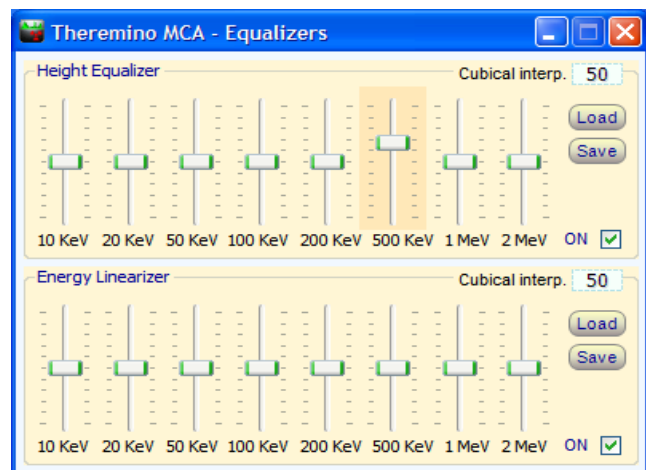 Theremino MCA - Equalizers
Height Equalizer Cubical interp. 50
Load
Save
10 KeV 20 KeV 50 KeV 100 KeV 200 KeV 500 KeV 1 MeV 2 MeV ON
Energy Linearizer Cubical interp. 50
Load
Save
10 KeV 20 KeV 50 KeV 100 KeV 200 KeV 500 KeV 1 MeV 2 MeV ON